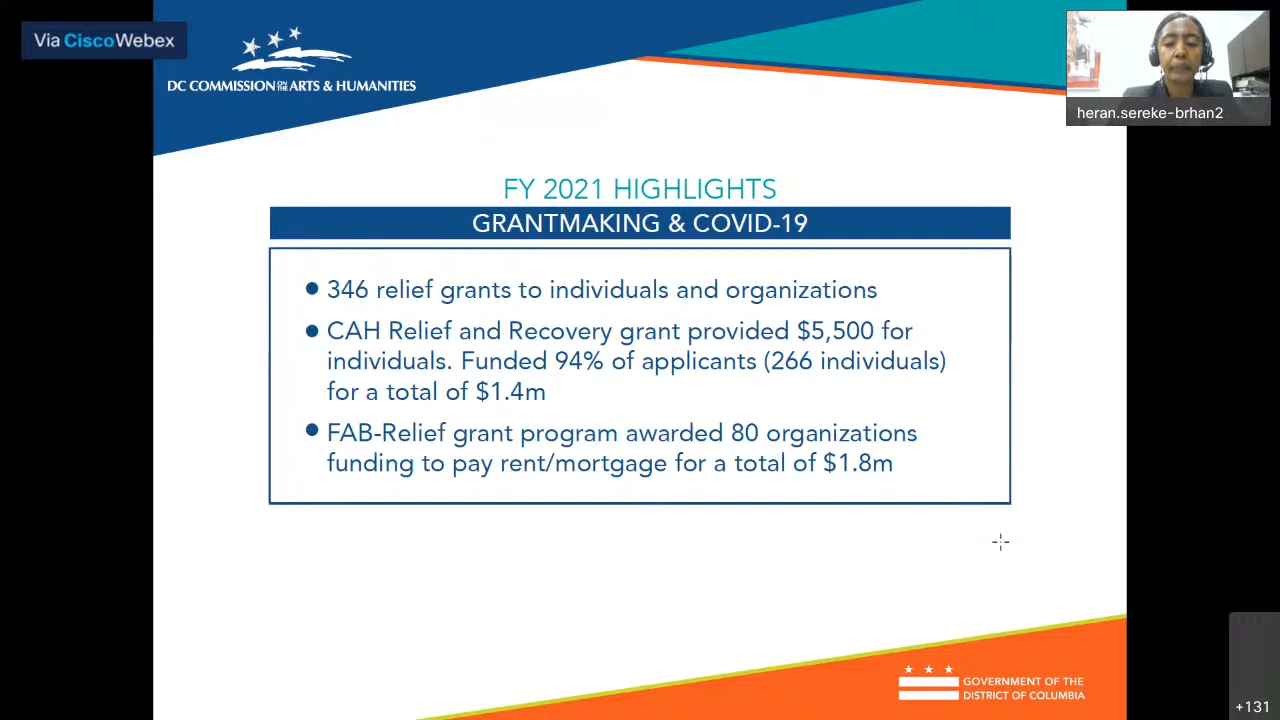 Via CiscoWebex
DC COMMISSION ON THE ARTS & HUMANITIES
heran.sereke-brhan2
FY 2021 HIGHLIGHTS
GRANTMAKING & COVID-19
● 346 relief grants to individuals and organizations
● CAH Relief and Recovery grant provided $5,500 for
individuals. Funded 94% of applicants (266 individuals)
for a total of $1.4m
● FAB-Relief grant program awarded 80 organizations
funding to pay rent/mortgage for a total of $1.8m
GOVERNMENT OF THE
DISTRICT OF COLUMBIA
+131